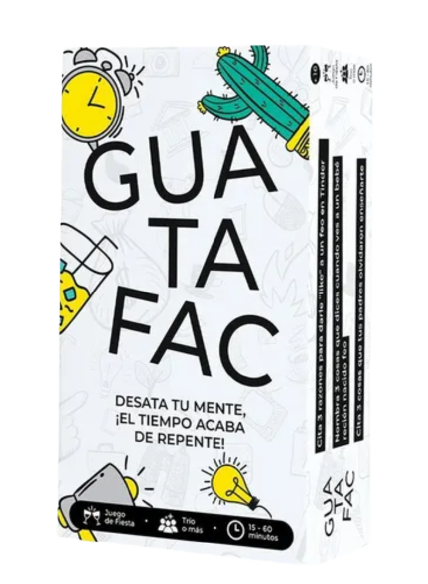 GUA
TA
FAC
DESATA TU MENTE,
¡EL TIEMPO ACABA
DE REPENTE!
Juego
de Fiesta
Trío
o más
15 - 60
minutos
Cita 3 razones para darle "like" a un feo en Tinder
Nombra 3 cosas que dices cuando ves a un bebé
recién nacido feo
Cita 3 cosas que tus padres olvidaron enseñarte
GUA
TA
FAC